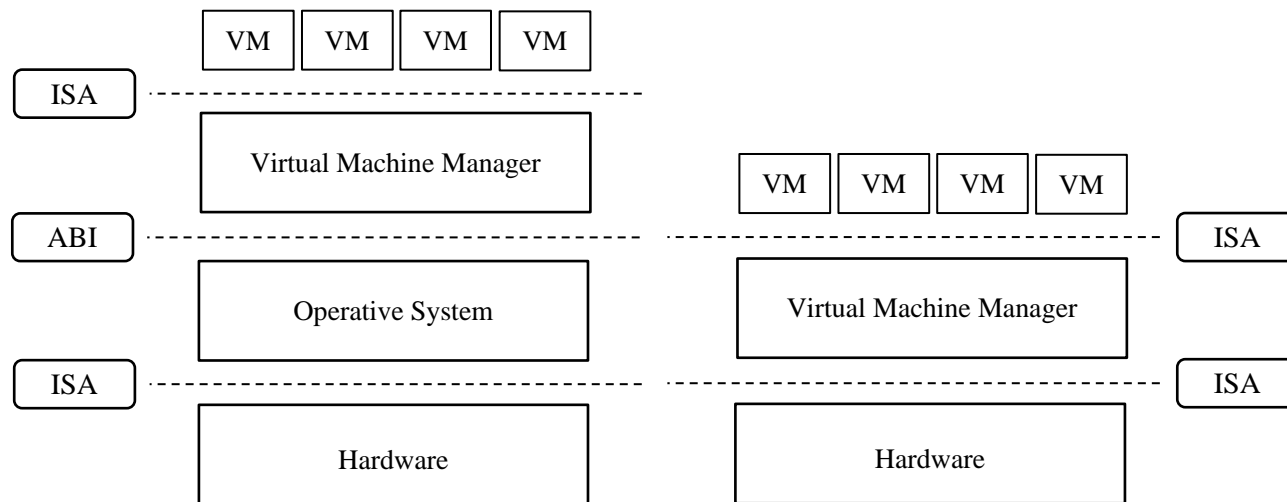 VM VM VM VM
ISA
Virtual Machine Manager
VM VM VM VM
ABI
ISA
Operative System
Virtual Machine Manager
ISA
ISA
Hardware
Hardware